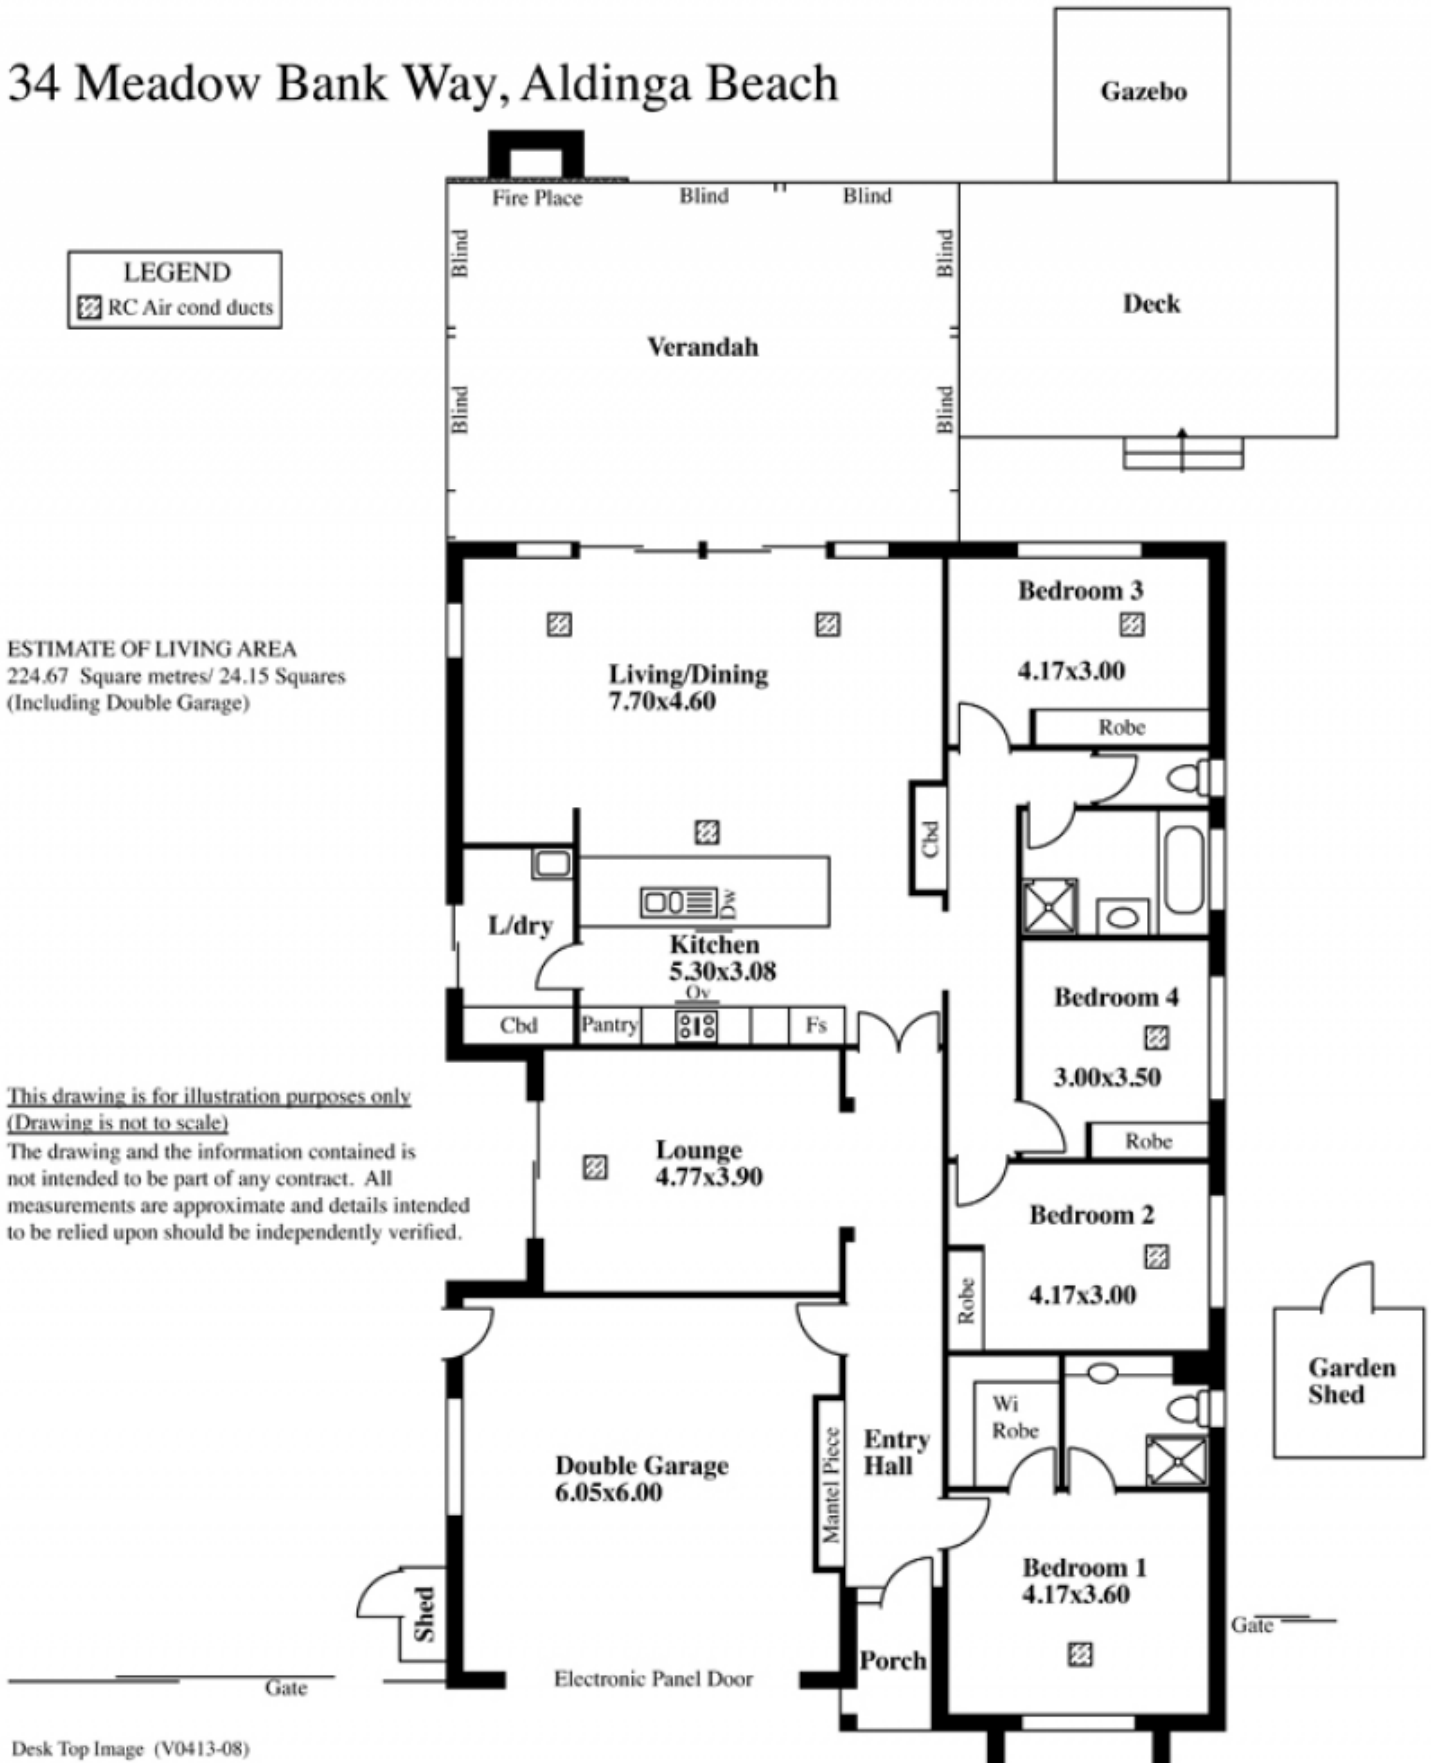 34 Meadow Bank Way, Aldinga Beach
Gazebo
Fire Place
Blind
Blind
Blind
Blind
LEGEND
RC Air cond ducts
Deck
Verandah
Blind
Blind
Bedroom 3
4.17x3.00
Robe
ESTIMATE OF LIVING AREA
224.67 Square metres/ 24.15 Squares
(Including Double Garage)
Living/Dining
7.70x4.60
Cbd
L/dry
Dw
Kitchen
5.30x3.08
Ov
Cbd
Pantry
Fs
Bedroom 4
3.00x3.50
Robe
This drawing is for illustration purposes only
(Drawing is not to scale)
The drawing and the information contained is
not intended to be part of any contract. All
measurements are approximate and details intended
to be relied upon should be independently verified.
Lounge
4.77x3.90
Bedroom 2
4.17x3.00
Robe
Garden
Shed
Wi
Robe
Entry
Hall
Mantel Piece
Double Garage
6.05x6.00
Bedroom 1
4.17x3.60
Shed
Gate
Porch
Electronic Panel Door
Gate
Desk Top Image (V0413-08)